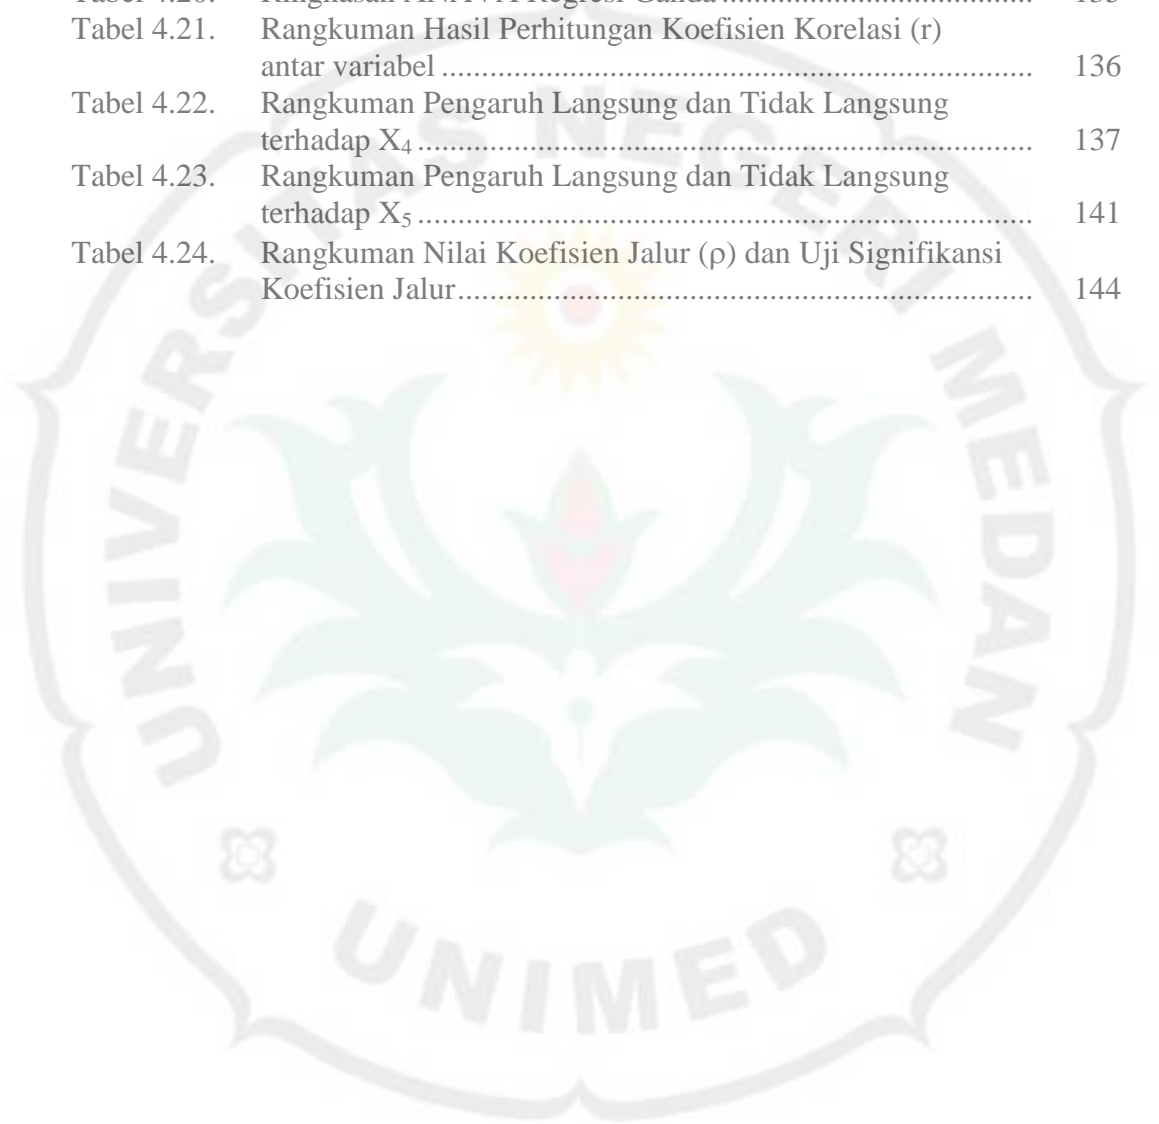 Tabel 4.21. Rangkuman Hasil Perhitungan Koefisien Korelasi (r)
antar variabel ........................................................................ 136
Tabel 4.22. Rangkuman Pengaruh Langsung dan Tidak Langsung
terhadap X₄ ........................................................................... 137
Tabel 4.23. Rangkuman Pengaruh Langsung dan Tidak Langsung
terhadap X₅ ........................................................................... 141
Tabel 4.24. Rangkuman Nilai Koefisien Jalur (ρ) dan Uji Signifikansi
Koefisien Jalur...................................................................... 144
UNIVERSITAS NEGERI MEDAN
UNIMED